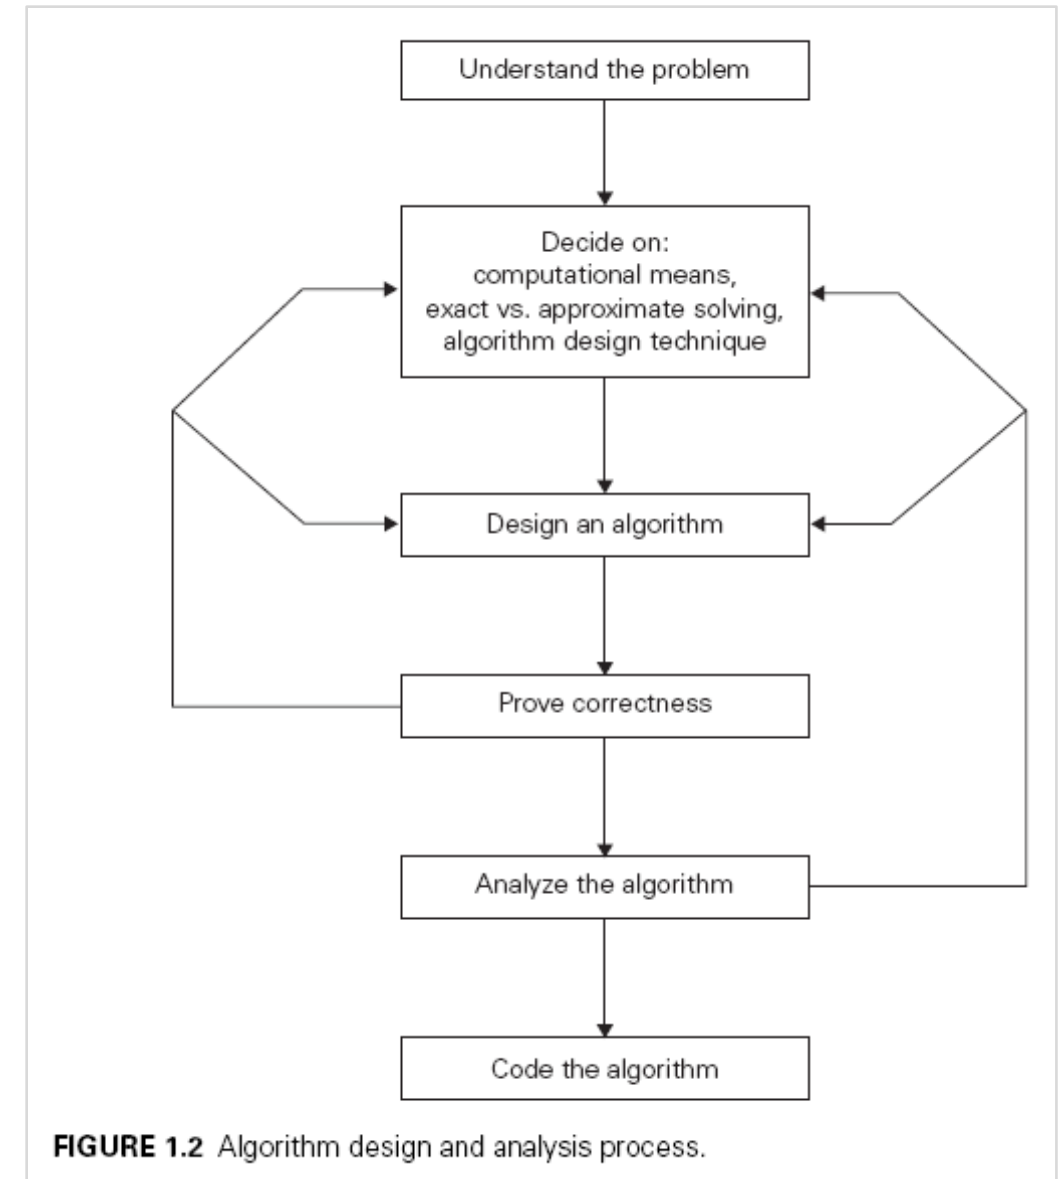 Understand the problem
Decide on:
computational means,
exact vs. approximate solving,
algorithm design technique
Design an algorithm
Prove correctness
Analyze the algorithm
Code the algorithm
FIGURE 1.2 Algorithm design and analysis process.